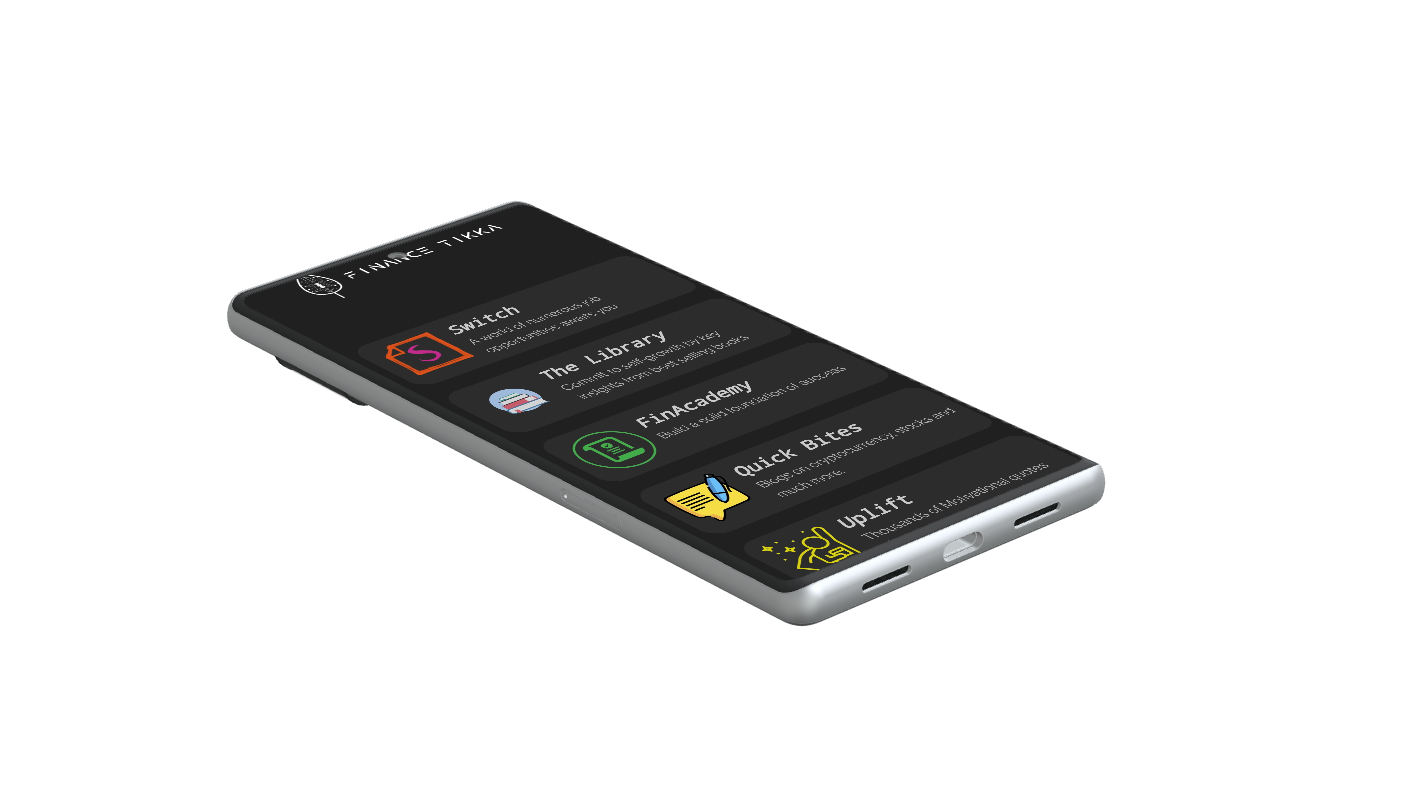 FINANCE TIKKA
Switch
A world of numerous job
opportunities awaits you
The Library
Commit to self-growth by key
insights from best selling books
FinAcademy
Build a solid foundation of success
Quick Bites
Blogs on cryptocurrency, stocks and
much more.
Uplift
Thousands of Motivational quotes